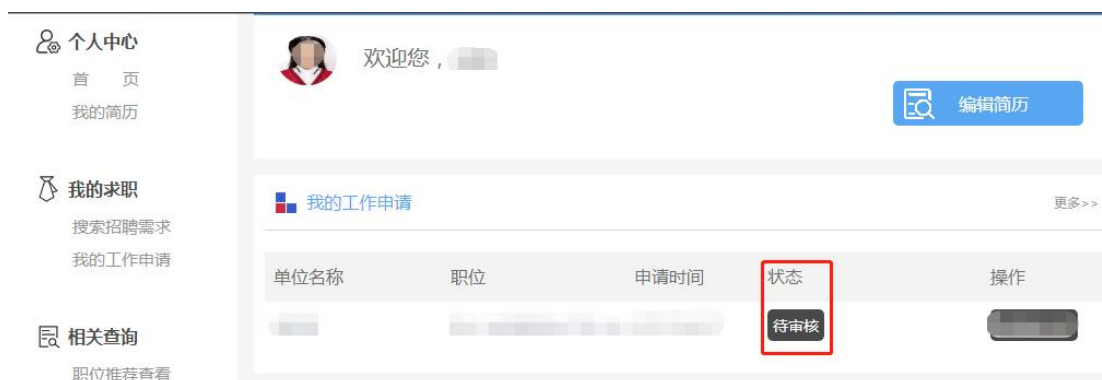 个人中心
首 页
我的简历
我的求职
搜索招聘需求
我的工作申请
相关查询
职位推荐查看
欢迎您，
编辑简历
我的工作申请 更多>>
单位名称 职位 申请时间 状态 操作
待审核